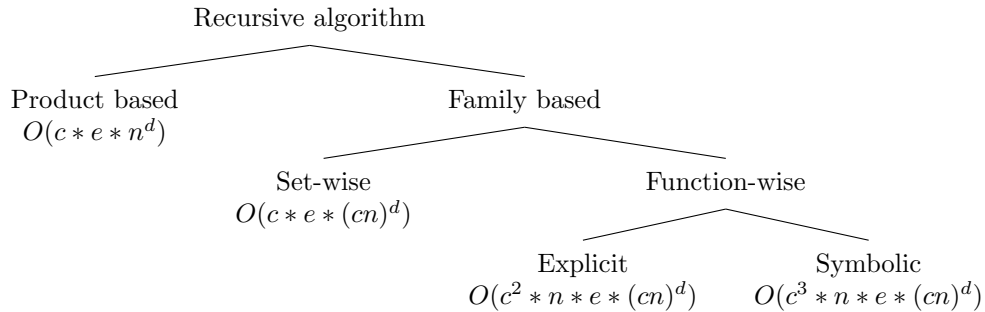 Recursive algorithm
Product based
O(c ∗ e ∗ n^d)
Family based
Set-wise
O(c ∗ e ∗ (cn)^d)
Function-wise
Explicit
O(c^2 ∗ n ∗ e ∗ (cn)^d)
Symbolic
O(c^3 ∗ n ∗ e ∗ (cn)^d)